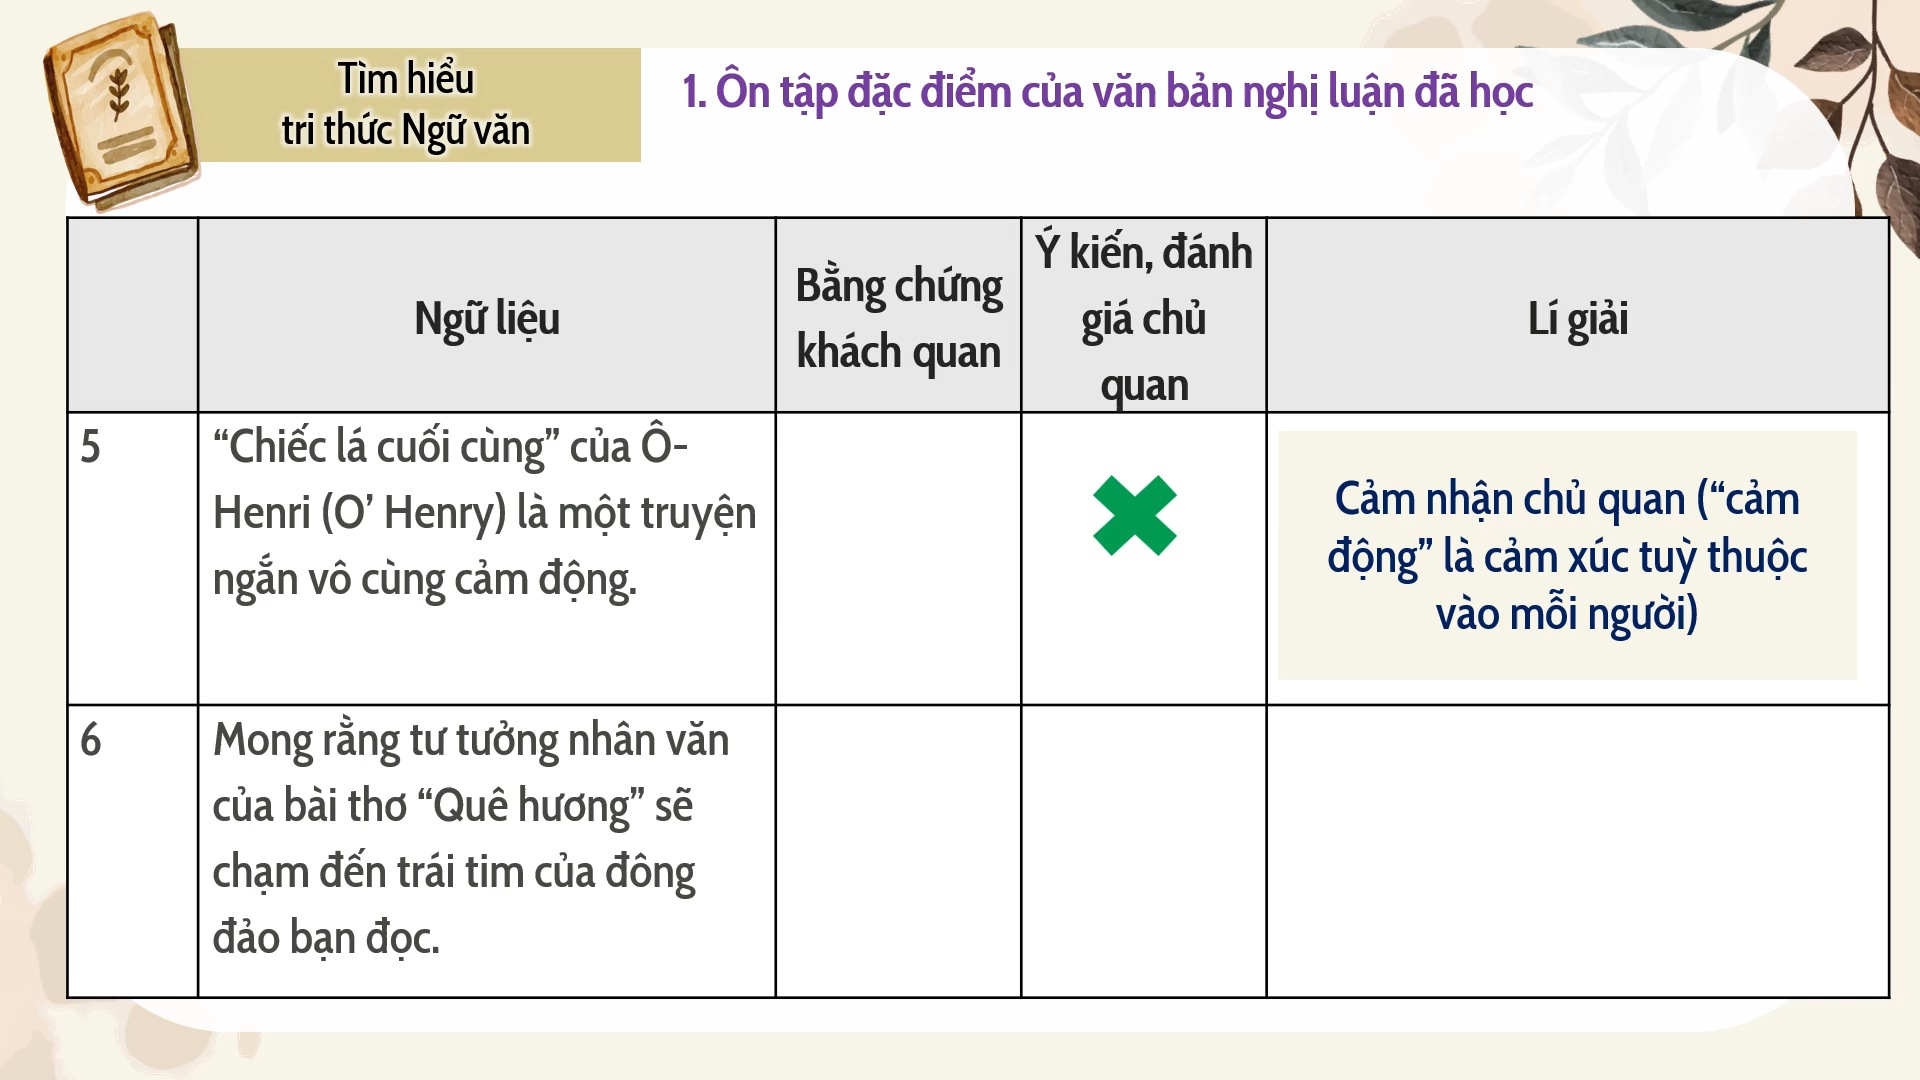 Tìm hiểu
tri thức Ngữ văn
1. Ôn tập đặc điểm của văn bản nghị luận đã học
Ngữ liệu
Bằng chứng
khách quan
Ý kiến, đánh
giá chủ
quan
Lí giải
5
“Chiếc lá cuối cùng” của Ô-
Henri (O’ Henry) là một truyện
ngắn vô cùng cảm động.
Cảm nhận chủ quan (“cảm
động” là cảm xúc tuỳ thuộc
vào mỗi người)
6
Mong rằng tư tưởng nhân văn
của bài thơ “Quê hương” sẽ
chạm đến trái tim của đông
đảo bạn đọc.